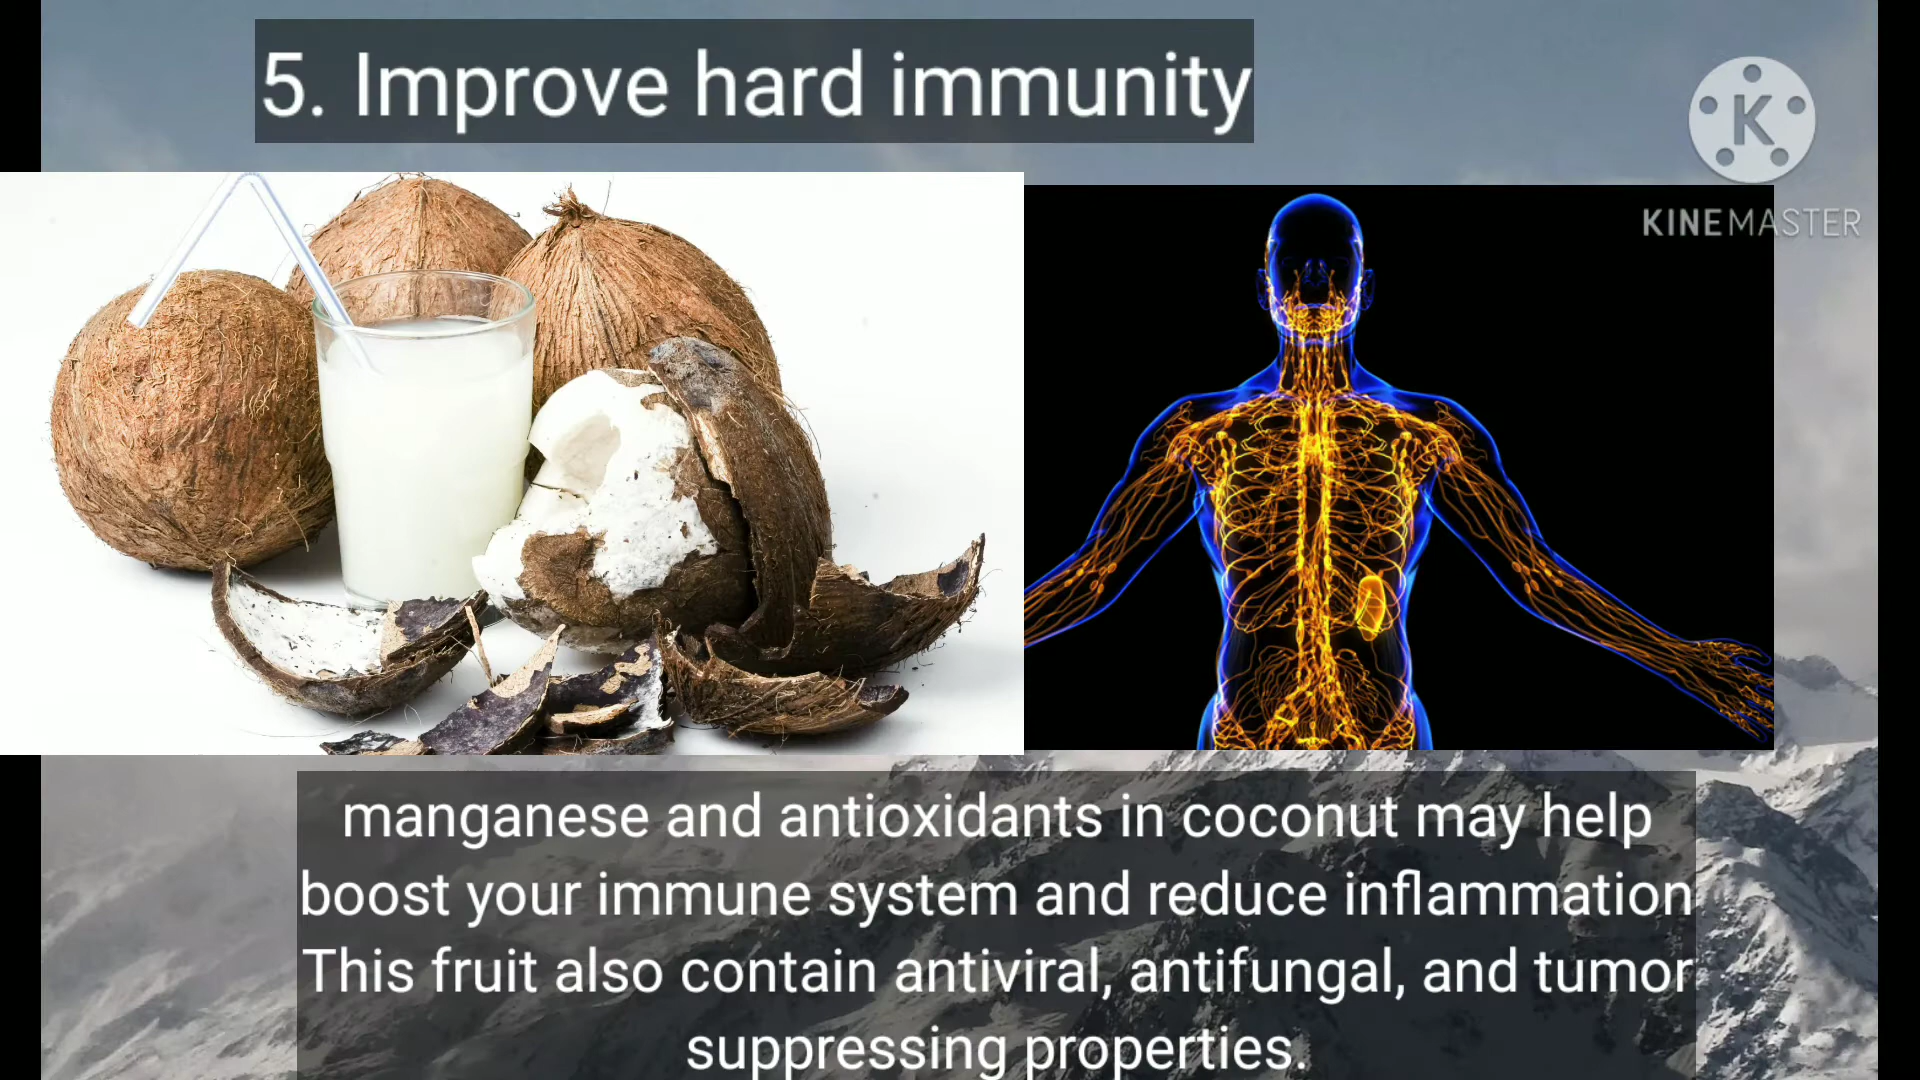 5. Improve hard immunity
K
KINEMASTER
manganese and antioxidants in coconut may help
boost your immune system and reduce inflammation
This fruit also contain antiviral, antifungal, and tumor
suppressing properties.